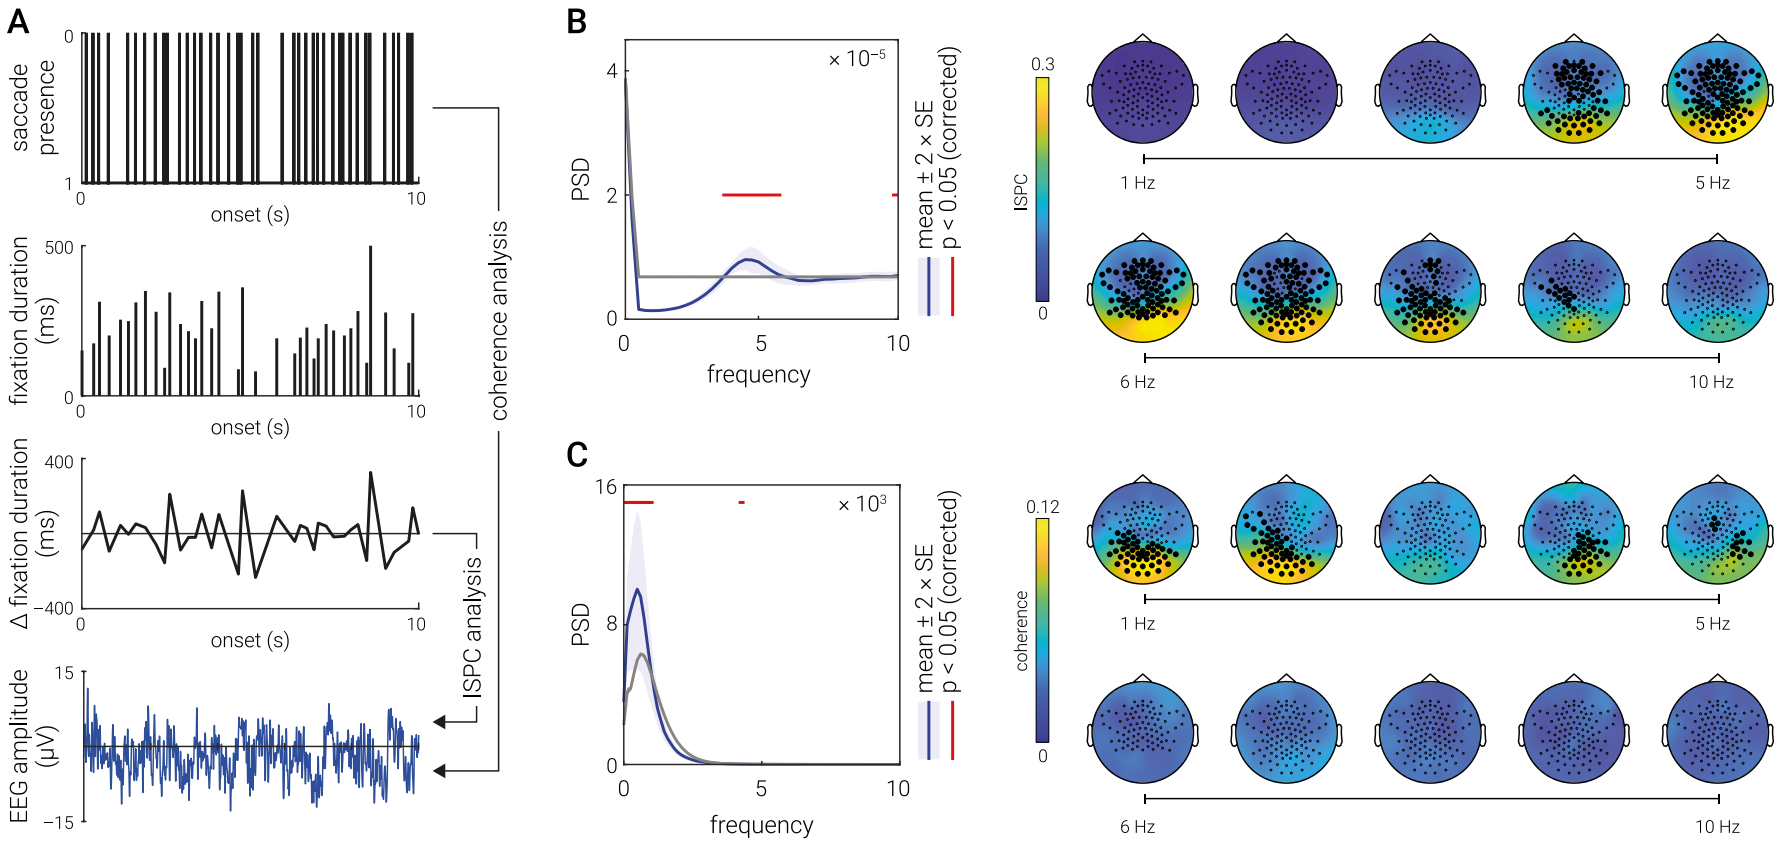 A
0
saccade
presence
1
0
10
onset (s)
500
fixation duration
(ms)
0
0
10
onset (s)
400
Δ fixation duration
(ms)
−400
0
10
onset (s)
15
EEG amplitude
(μV)
−15
coherence analysis
ISPC analysis
B
× 10−5
4
PSD
2
0
0
5
10
frequency
mean ± 2 × SE
p < 0.05 (corrected)
0.3
ISPC
0
1 Hz
5 Hz
6 Hz
10 Hz
C
16
× 103
PSD
8
0
0
5
10
frequency
mean ± 2 × SE
p < 0.05 (corrected)
0.12
coherence
0
1 Hz
5 Hz
6 Hz
10 Hz